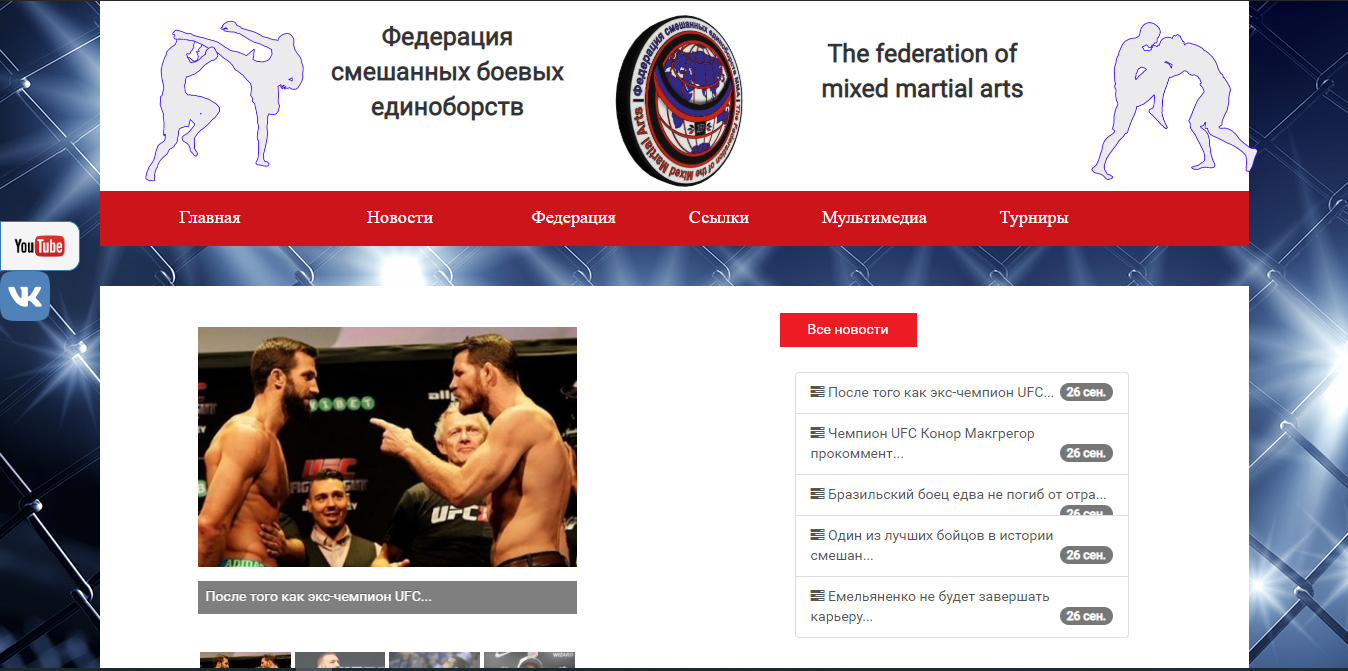 Федерация
смешанных боевых
единоборств
Федерация смешанных единоборств MMA
The Federation of the Mixed Martial Arts
The federation of
mixed martial arts
Главная Новости Федерация Ссылки Мультимедиа Турниры
YouTube
VK
Все новости
После того как экс-чемпион UFC... 26 сен.
Чемпион UFC Конор Макгрегор
прокоммент... 26 сен.
Бразильский боец едва не погиб от отра...
26 сен.
Один из лучших бойцов в истории
смешан... 26 сен.
Емельяненко не будет завершать
карьеру... 26 сен.
UFC
UFC
После того как экс-чемпион UFC...